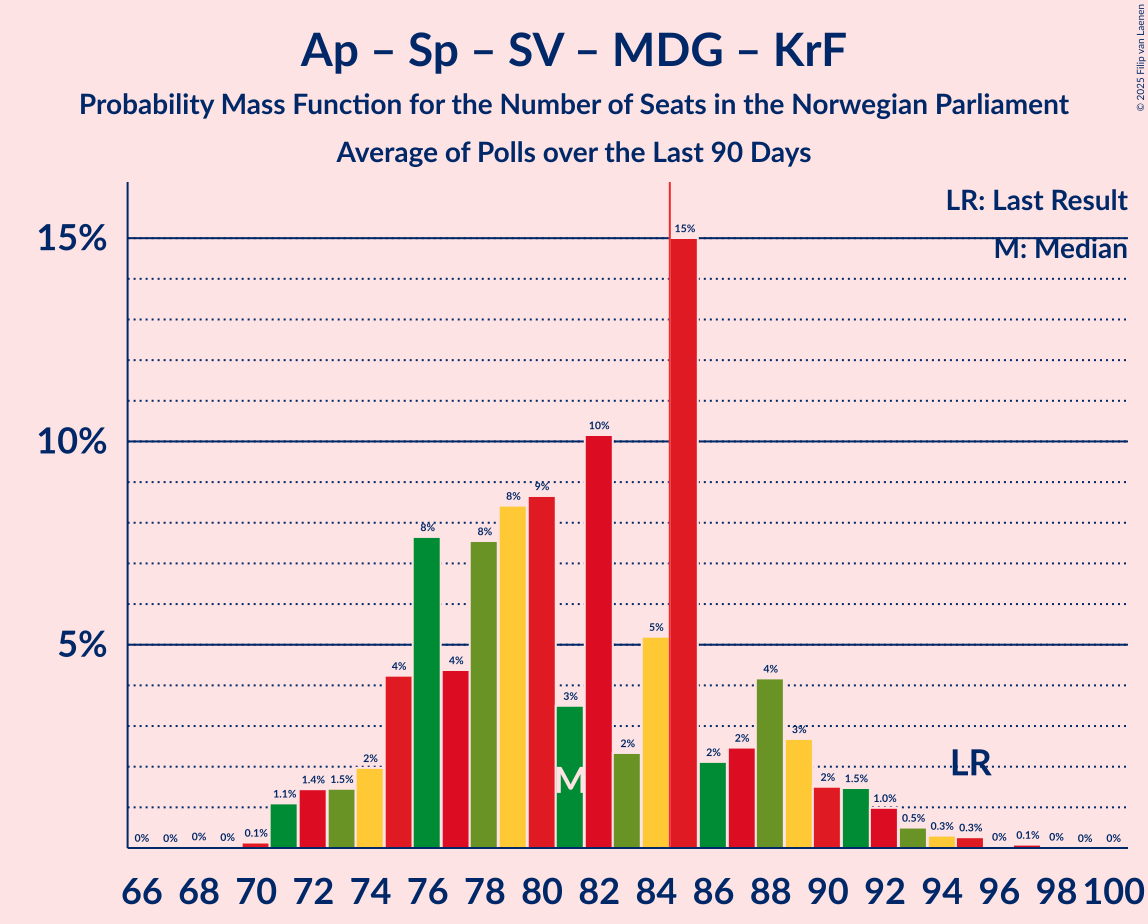 Ap – Sp – SV – MDG – KrF
Probability Mass Function for the Number of Seats in the Norwegian Parliament
Average of Polls over the Last 90 Days
© 2025 Filip van Laenen
LR: Last Result
M: Median
15%
10%
5%
0% 0% 0% 0% 0.1% 1.1% 1.4% 1.5% 2% 4% 8% 4% 8% 8% 9% 3% 10% 2% 5% 15% 2% 2% 4% 3% 2% 1.5% 1.0% 0.5% 0.3% 0.3% 0% 0.1% 0% 0% 0%
M
LR
66 68 70 72 74 76 78 80 82 84 86 88 90 92 94 96 98 100